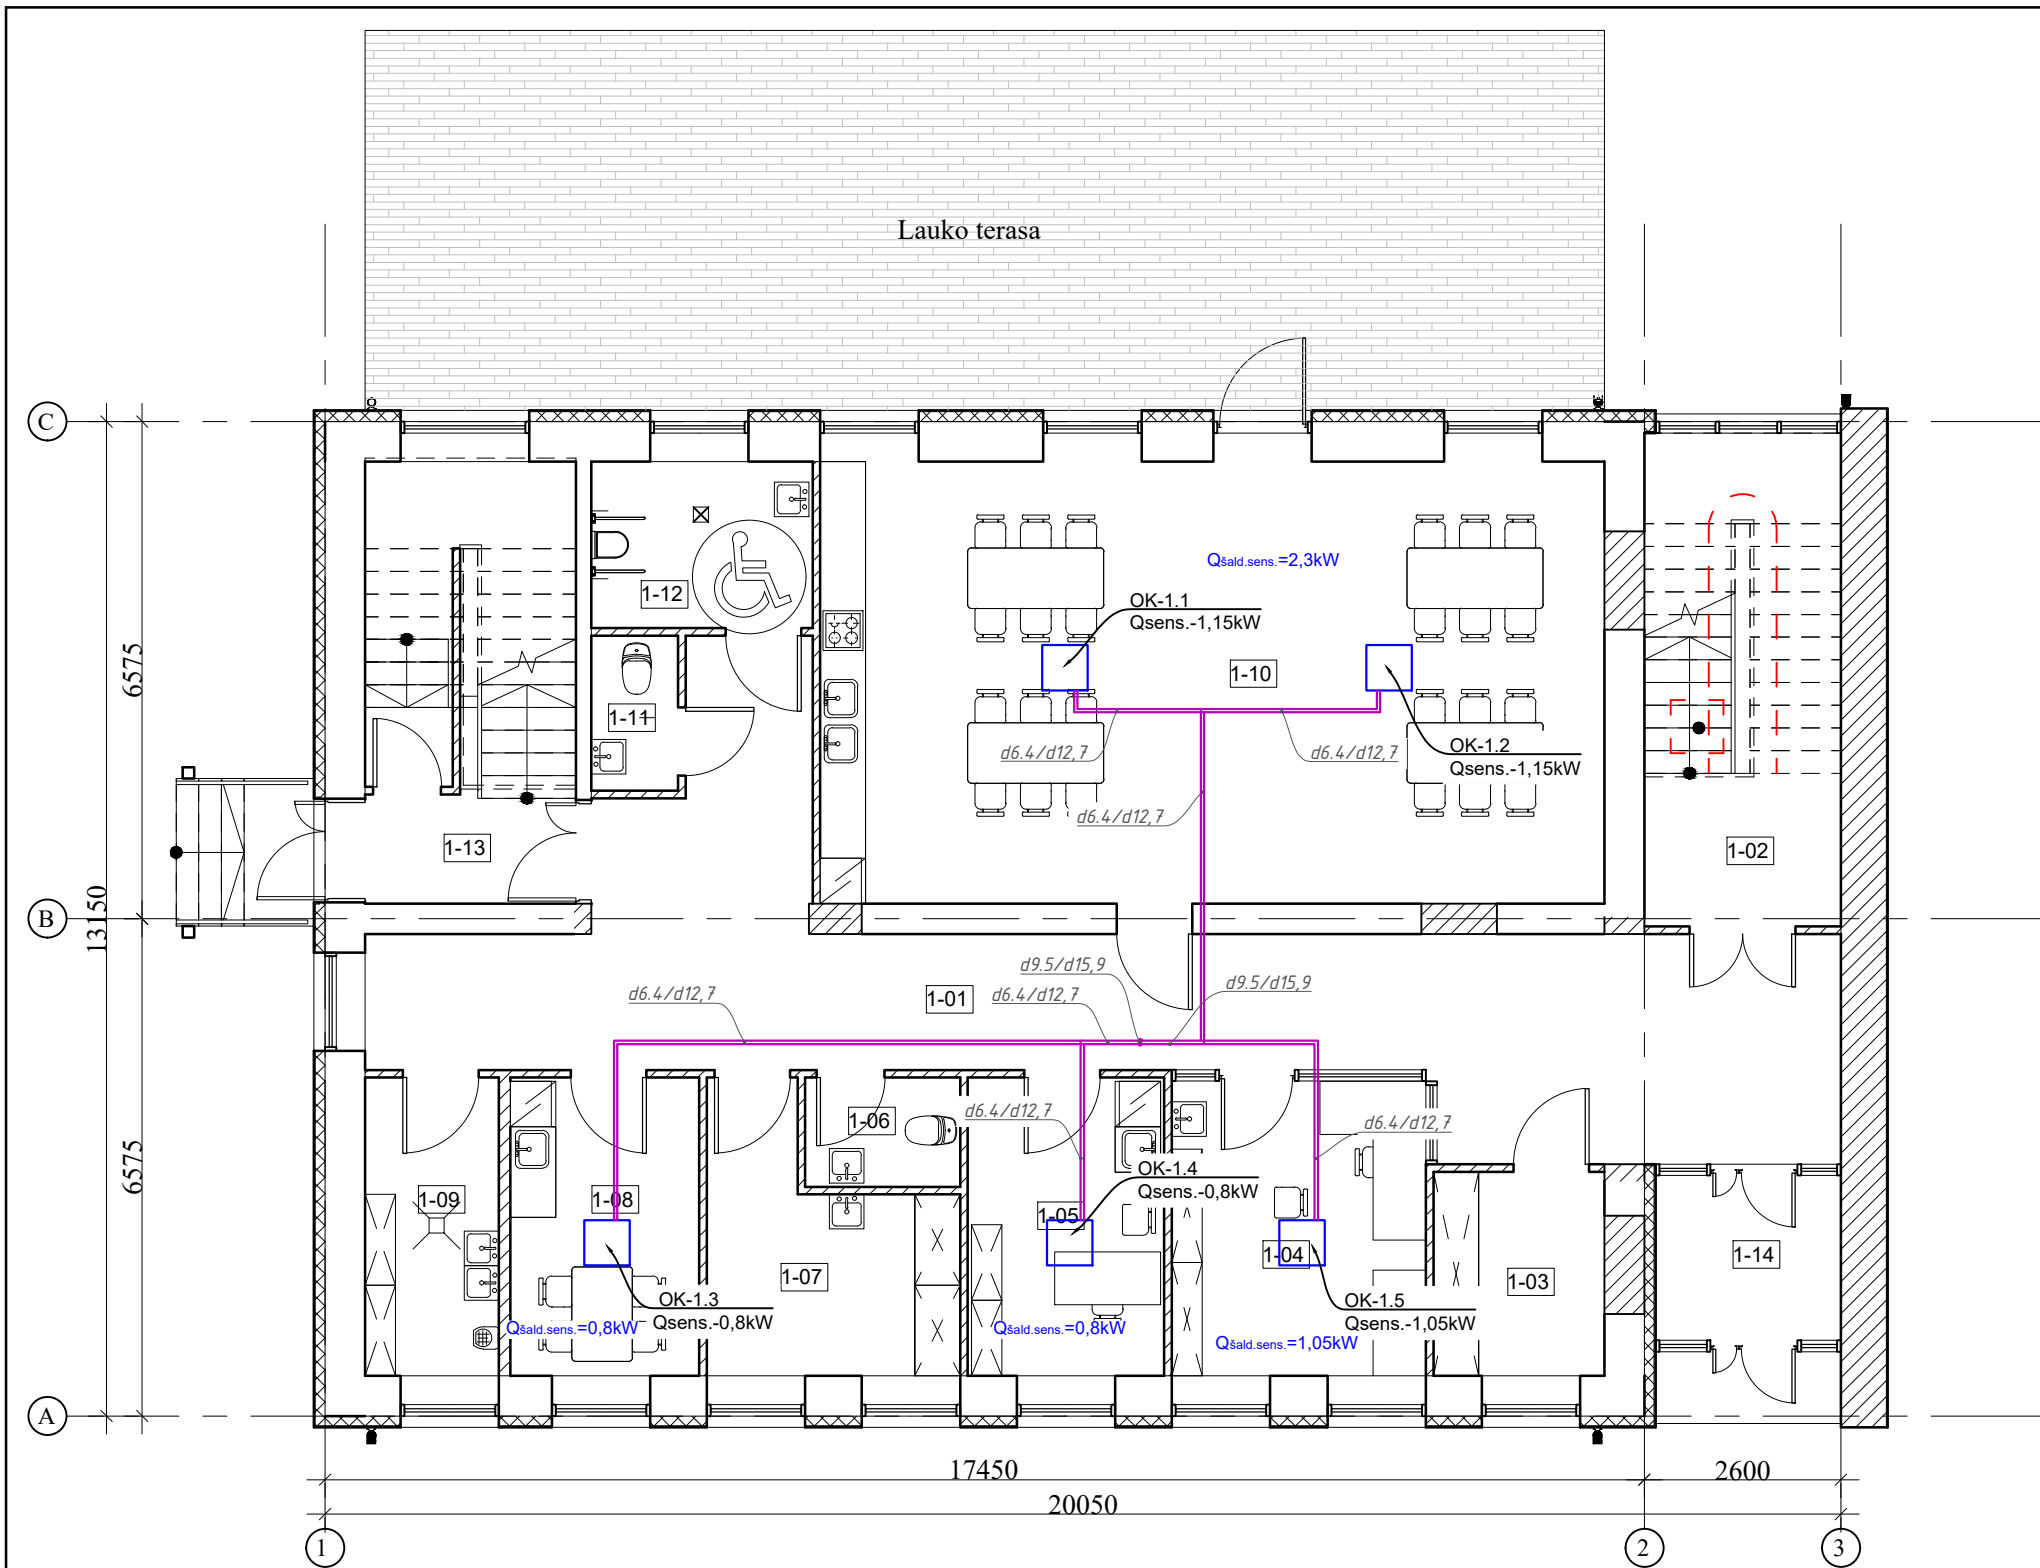 Lauko terasa
C
Qšald.sens.=2,3kW
1-12
OK-1.1
Qsens.-1,15kW
6575
1-10
1-11
d6.4/d12,7
d6.4/d12,7
OK-1.2
Qsens.-1,15kW
d6.4/d12,7
1-13
1-02
B
13150
d9.5/d15,9
d6.4/d12,7
1-01
d6.4/d12,7
d9.5/d15,9
6575
1-06
d6.4/d12,7
d6.4/d12,7
OK-1.4
Qsens.-0,8kW
1-09
1-08
1-05
1-04
1-14
1-07
1-03
OK-1.3
Qsens.-0,8kW
OK-1.5
Qsens.-1,05kW
Qšald.sens.=0,8kW
Qšald.sens.=0,8kW
Qšald.sens.=1,05kW
A
17450
2600
20050
1
2
3